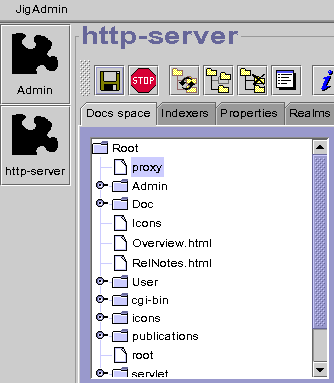 JigAdmin
http-server
Admin
http-server
STOP
Docs space Indexers Properties Realms
Root
proxy
Admin
Doc
Icons
Overview.html
RelNotes.html
User
cgi-bin
icons
publications
root
servlet